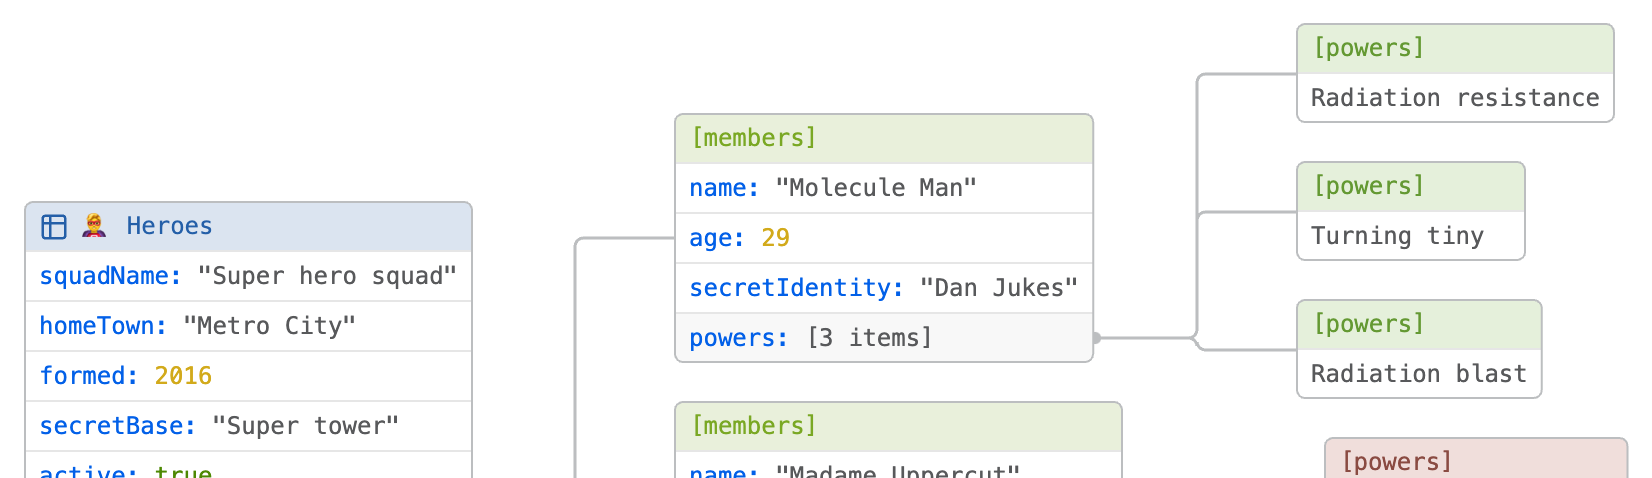 Heroes
squadName: "Super hero squad"
homeTown: "Metro City"
formed: 2016
secretBase: "Super tower"
active: true
[members]
name: "Molecule Man"
age: 29
secretIdentity: "Dan Jukes"
powers: [3 items]
[members]
name: "Madame Uppercut"
[powers]
Radiation resistance
[powers]
Turning tiny
[powers]
Radiation blast
[powers]